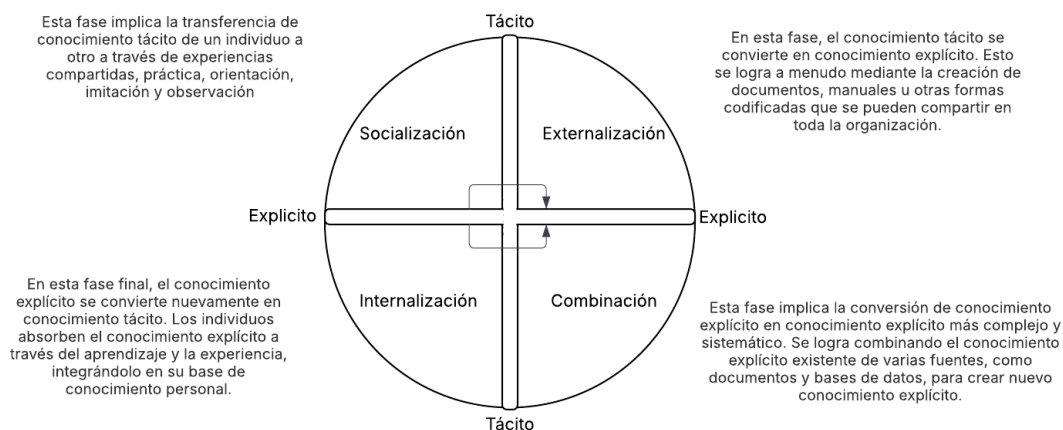 Tácito
Esta fase implica la transferencia de
conocimiento tácito de un individuo a
otro a través de experiencias
compartidas, práctica, orientación,
imitación y observación
En esta fase, el conocimiento tácito se
convierte en conocimiento explícito. Esto
se logra a menudo mediante la creación de
documentos, manuales u otras formas
codificadas que se pueden compartir en
toda la organización.
Socialización
Externalización
Explicito
Explicito
Internalización
Combinación
En esta fase final, el conocimiento
explícito se convierte nuevamente en
conocimiento tácito. Los individuos
absorben el conocimiento explícito a
través del aprendizaje y la experiencia,
integrándolo en su base de
conocimiento personal.
Esta fase implica la conversión de conocimiento
explícito en conocimiento explícito más complejo y
sistemático. Se logra combinando el conocimiento
explícito existente de varias fuentes, como
documentos y bases de datos, para crear nuevo
conocimiento explícito.
Tácito